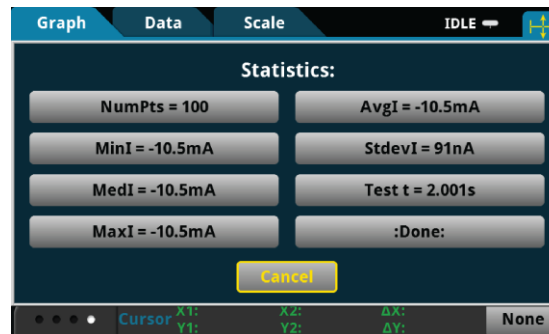 Graph Data Scale IDLE
Statistics:
NumPts = 100 AvgI = -10.5mA
MinI = -10.5mA StdevI = 91nA
MedI = -10.5mA Test t = 2.001s
MaxI = -10.5mA :Done:
Cancel
Cursor X1: X2: ΔX:
Y1: Y2: ΔY:
None